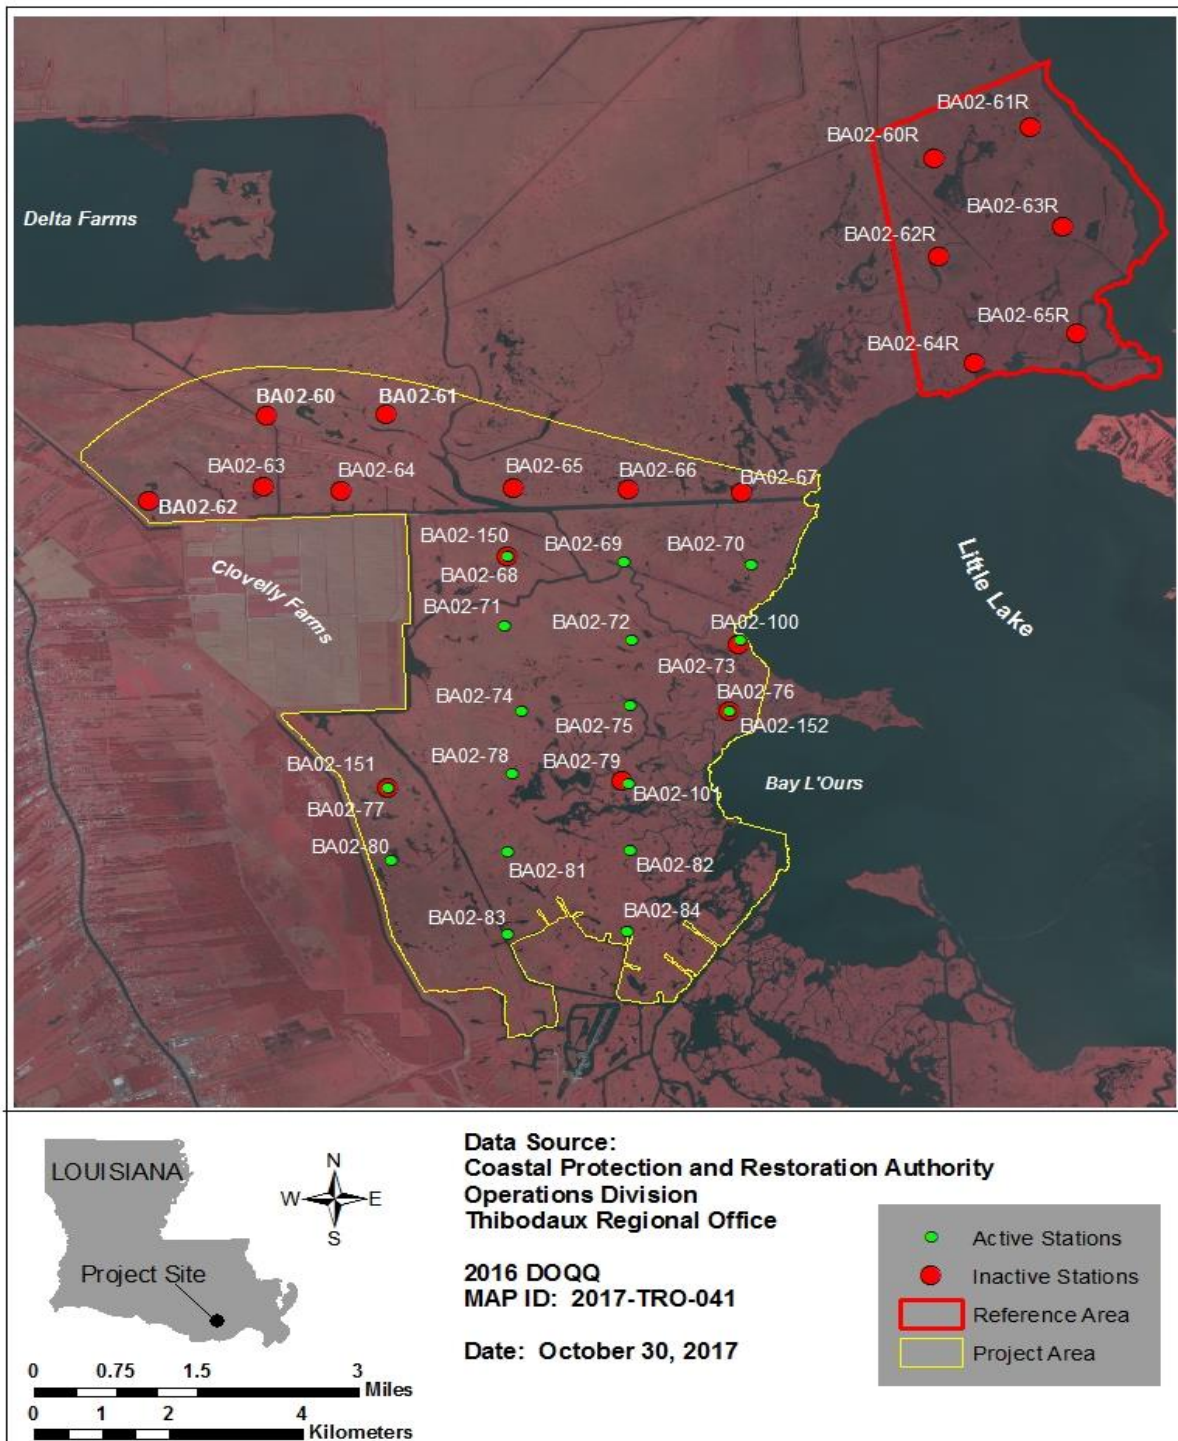 BA02-61R
BA02-60R
Delta Farms
BA02-63R
BA02-62R
BA02-65R
BA02-64R
BA02-60
BA02-61
BA02-63
BA02-64
BA02-65
BA02-66
BA02-67
BA02-62
BA02-150
BA02-69
BA02-70
Little Lake
BA02-68
Clovelly Farms
BA02-71
BA02-72
BA02-100
BA02-73
BA02-74
BA02-76
BA02-75
BA02-152
BA02-78
BA02-79
BA02-151
Bay L'Ours
BA02-101
BA02-77
BA02-80
BA02-81
BA02-82
BA02-83
BA02-84
LOUISIANA
Project Site
N
W
E
S
0 0.75 1.5 3
Miles
0 1 2 4
Kilometers
Data Source:
Coastal Protection and Restoration Authority
Operations Division
Thibodaux Regional Office
2016 DOQQ
MAP ID: 2017-TRO-041
Date: October 30, 2017
Active Stations
Inactive Stations
Reference Area
Project Area